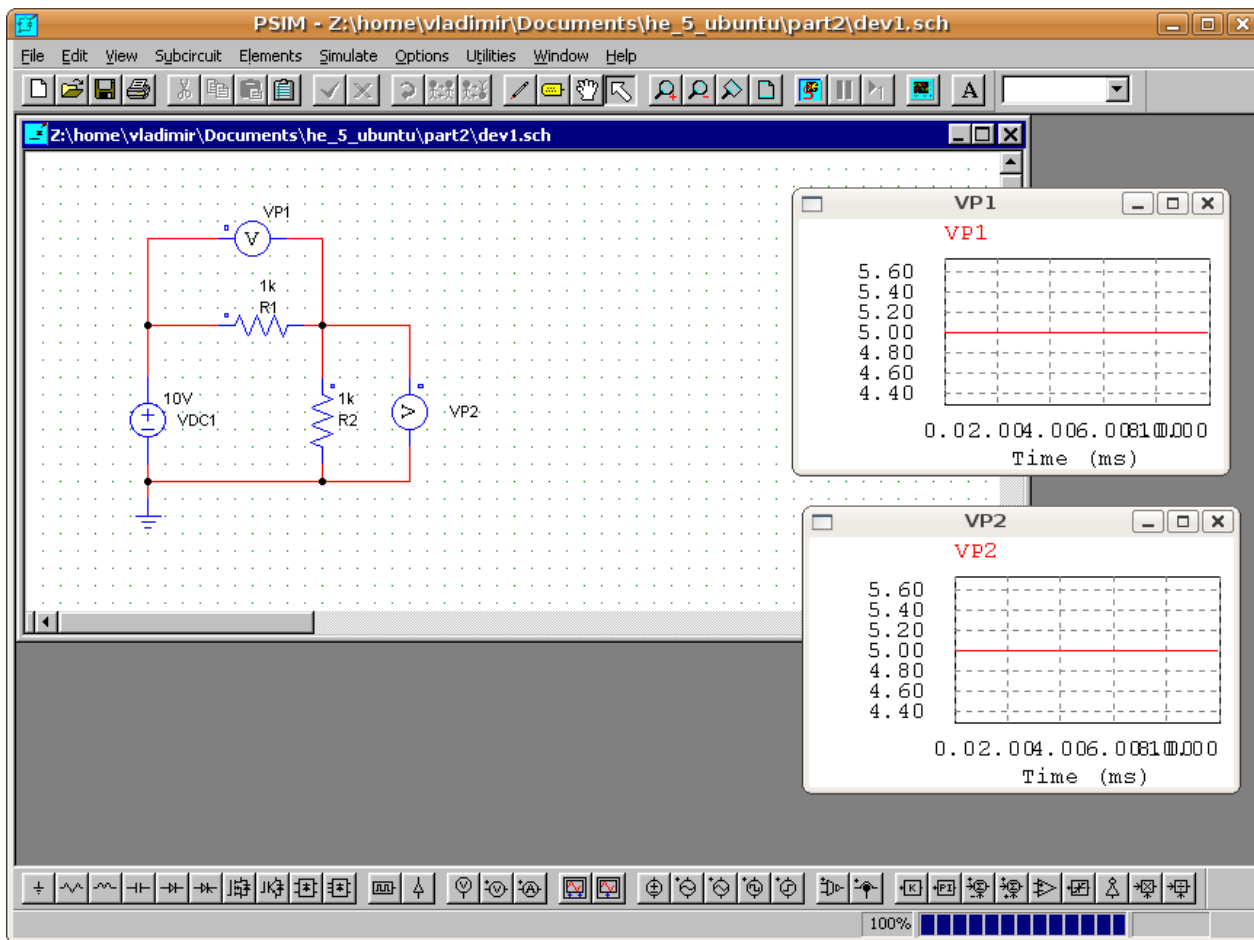 PSIM - Z:\home\vladimir\Documents\he_5_ubuntu\part2\dev1.sch
File Edit View Subcircuit Elements Simulate Options Utilities Window Help
A
Z:\home\vladimir\Documents\he_5_ubuntu\part2\dev1.sch
VP1
V
1k
R1
10V
VDC1
1k
R2
V
VP2
VP1
VP1
5.60
5.40
5.20
5.00
4.80
4.60
4.40
Time (ms)
VP2
VP2
5.60
5.40
5.20
5.00
4.80
4.60
4.40
Time (ms)
V
V
A
K
PI
100%